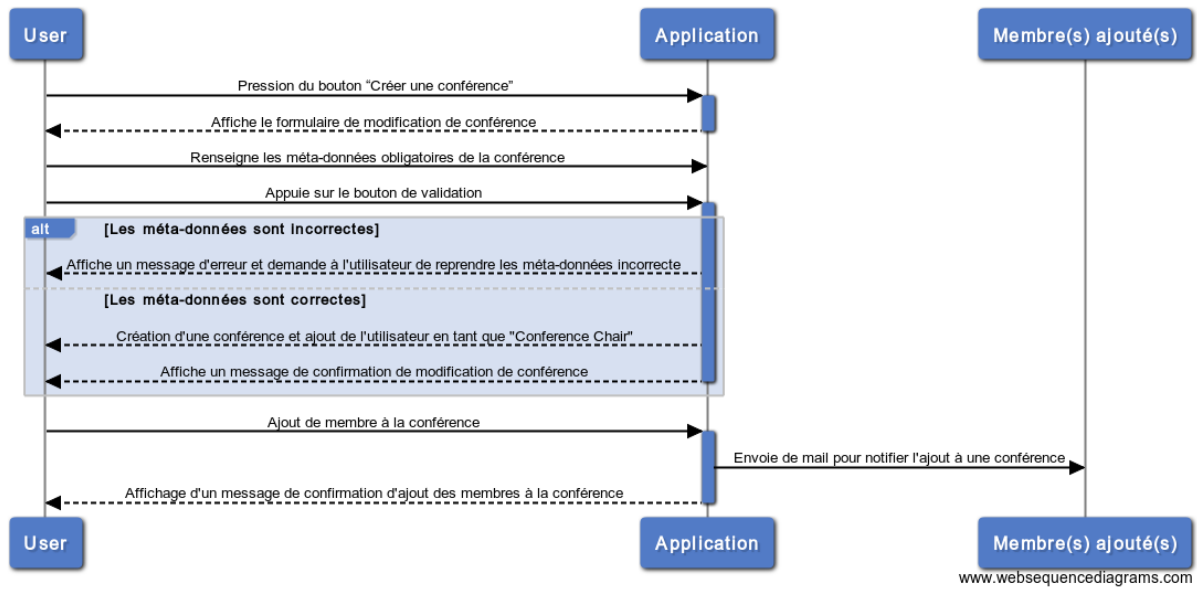 User
Application
Membre(s) ajouté(s)
Pression du bouton “Créer une conférence”
Affiche le formulaire de modification de conférence
Renseigne les méta-données obligatoires de la conférence
Appuie sur le bouton de validation
alt
[Les méta-données sont incorrectes]
Affiche un message d'erreur et demande à l'utilisateur de reprendre les méta-données incorrecte
[Les méta-données sont correctes]
Création d'une conférence et ajout de l'utilisateur en tant que "Conference Chair"
Affiche un message de confirmation de modification de conférence
Ajout de membre à la conférence
Envoie de mail pour notifier l'ajout à une conférence
Affichage d'un message de confirmation d'ajout des membres à la conférence
User
Application
Membre(s) ajouté(s)
www.websequencediagrams.com